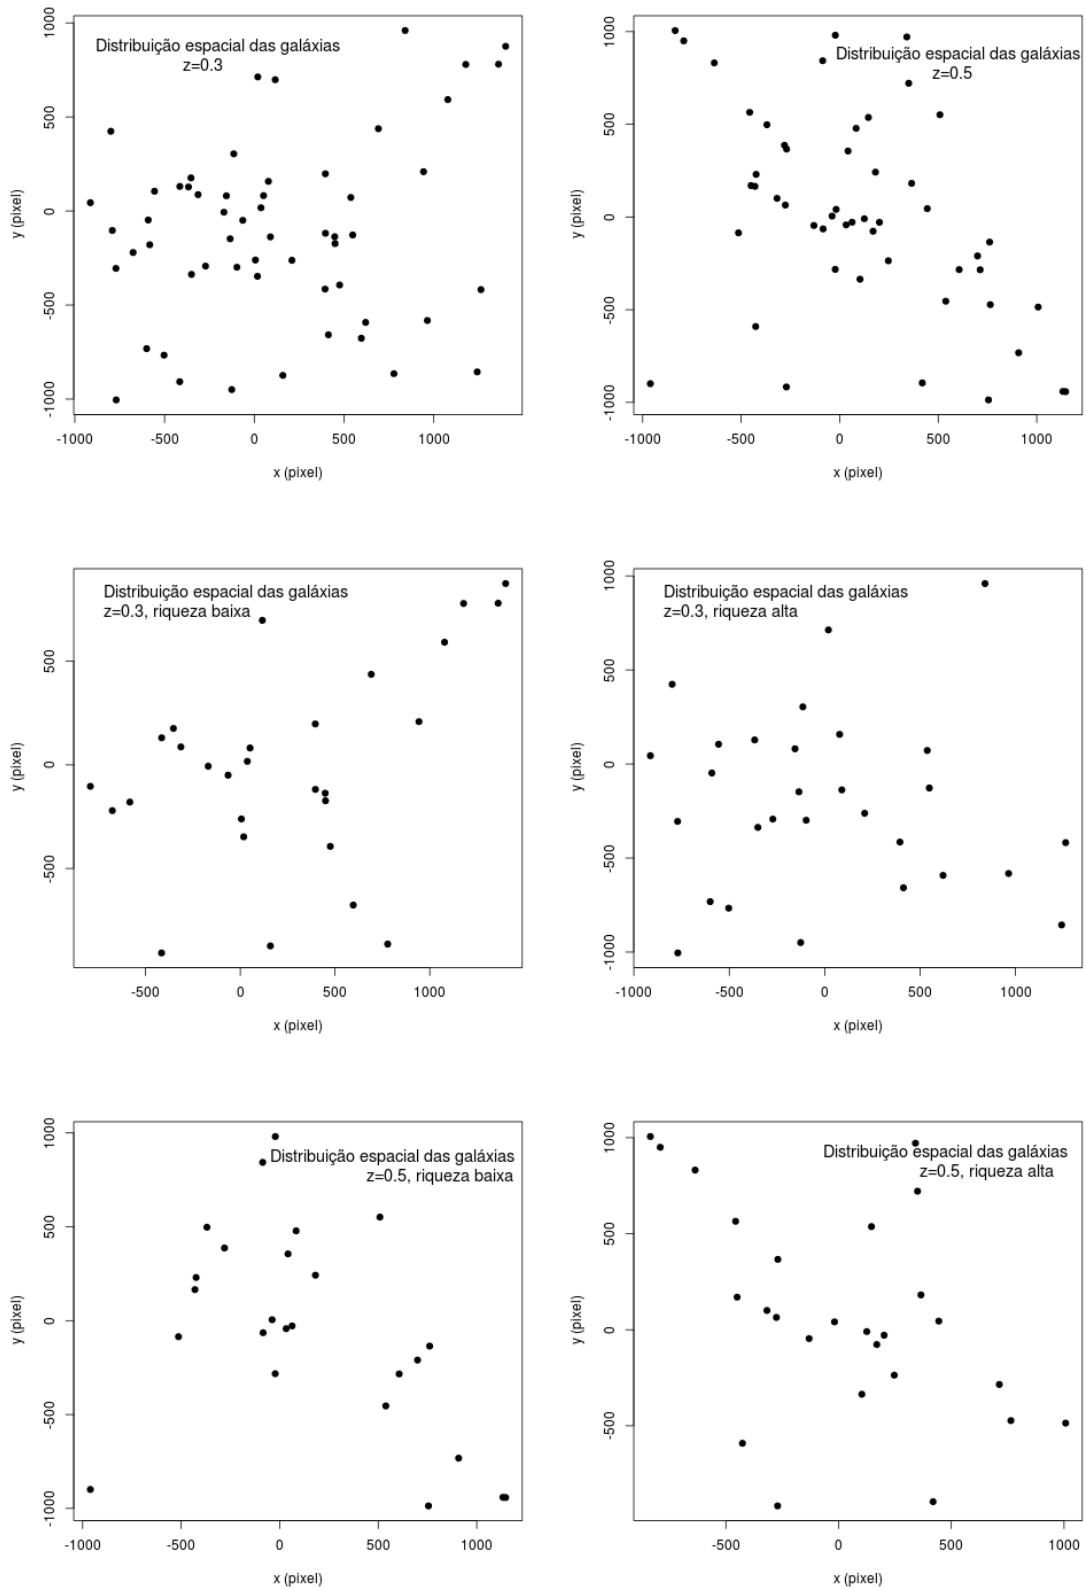 Distribuição espacial das galáxias
z=0.3
1000
500
0
-500
-1000
y (pixel)
-1000 -500 0 500 1000
x (pixel)
Distribuição espacial das galáxias
z=0.5
1000
500
0
-500
-1000
y (pixel)
-1000 -500 0 500 1000
x (pixel)
Distribuição espacial das galáxias
z=0.3, riqueza baixa
500
0
-500
y (pixel)
-500 0 500 1000
x (pixel)
Distribuição espacial das galáxias
z=0.3, riqueza alta
1000
500
0
-500
-1000
y (pixel)
-1000 -500 0 500 1000
x (pixel)
Distribuição espacial das galáxias
z=0.5, riqueza baixa
1000
500
0
-500
-1000
y (pixel)
-1000 -500 0 500 1000
x (pixel)
Distribuição espacial das galáxias
z=0.5, riqueza alta
1000
500
0
-500
y (pixel)
-500 0 500 1000
x (pixel)